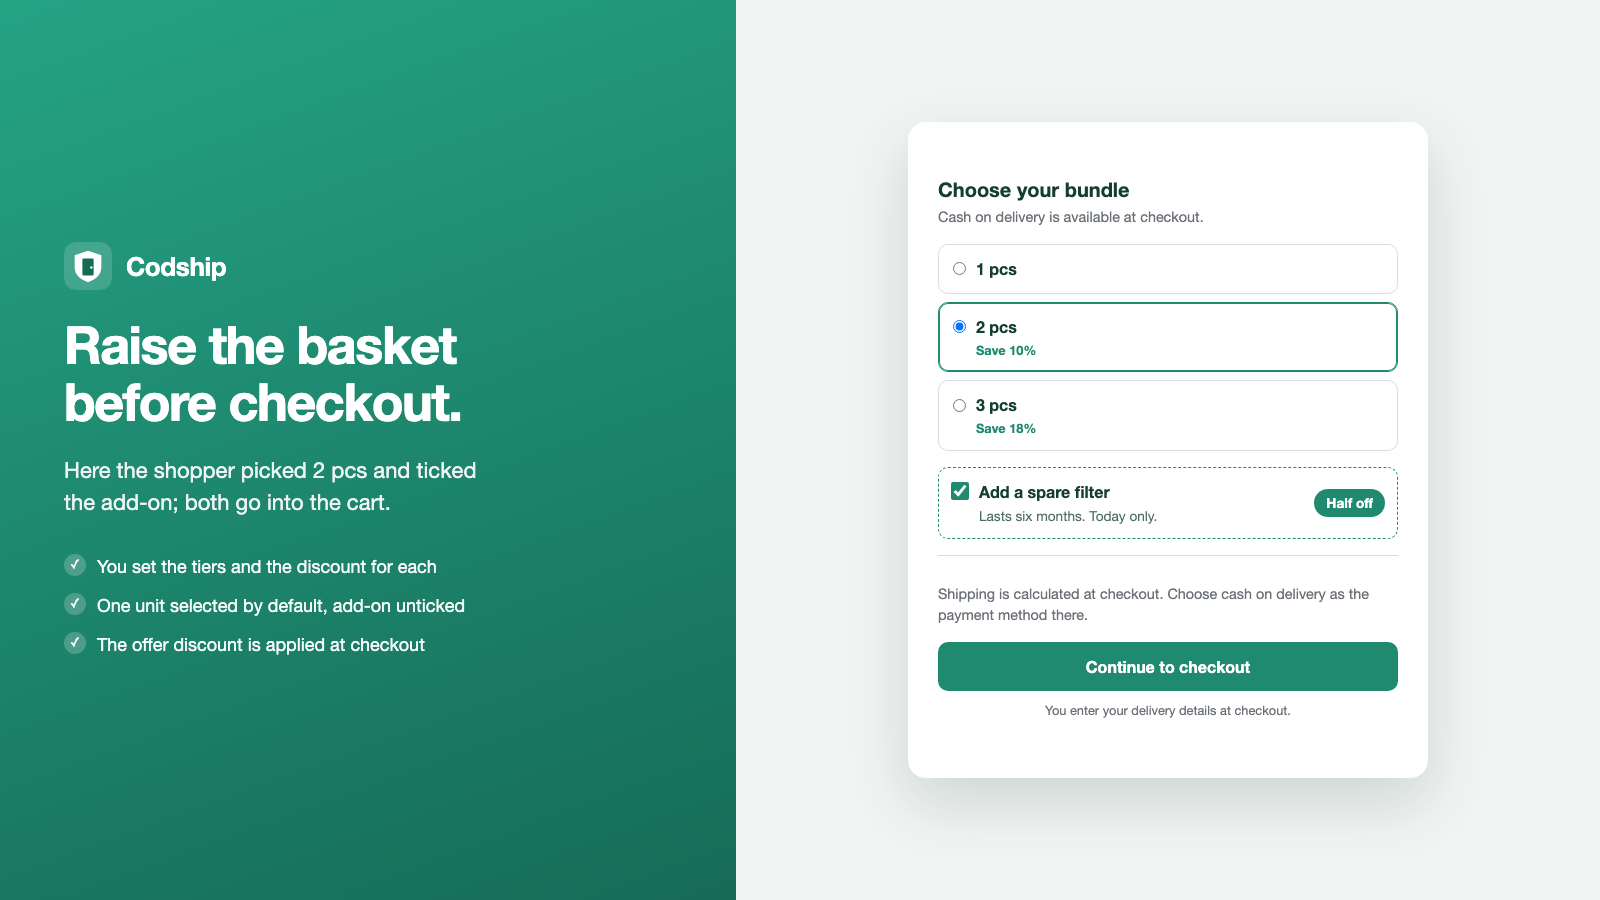 Codship
Raise the basket
before checkout.
Here the shopper picked 2 pcs and ticked
the add-on; both go into the cart.
You set the tiers and the discount for each
One unit selected by default, add-on unticked
The offer discount is applied at checkout
Choose your bundle
Cash on delivery is available at checkout.
1 pcs
2 pcs
Save 10%
3 pcs
Save 18%
Add a spare filter
Lasts six months. Today only.
Half off
Shipping is calculated at checkout. Choose cash on delivery as the
payment method there.
Continue to checkout
You enter your delivery details at checkout.